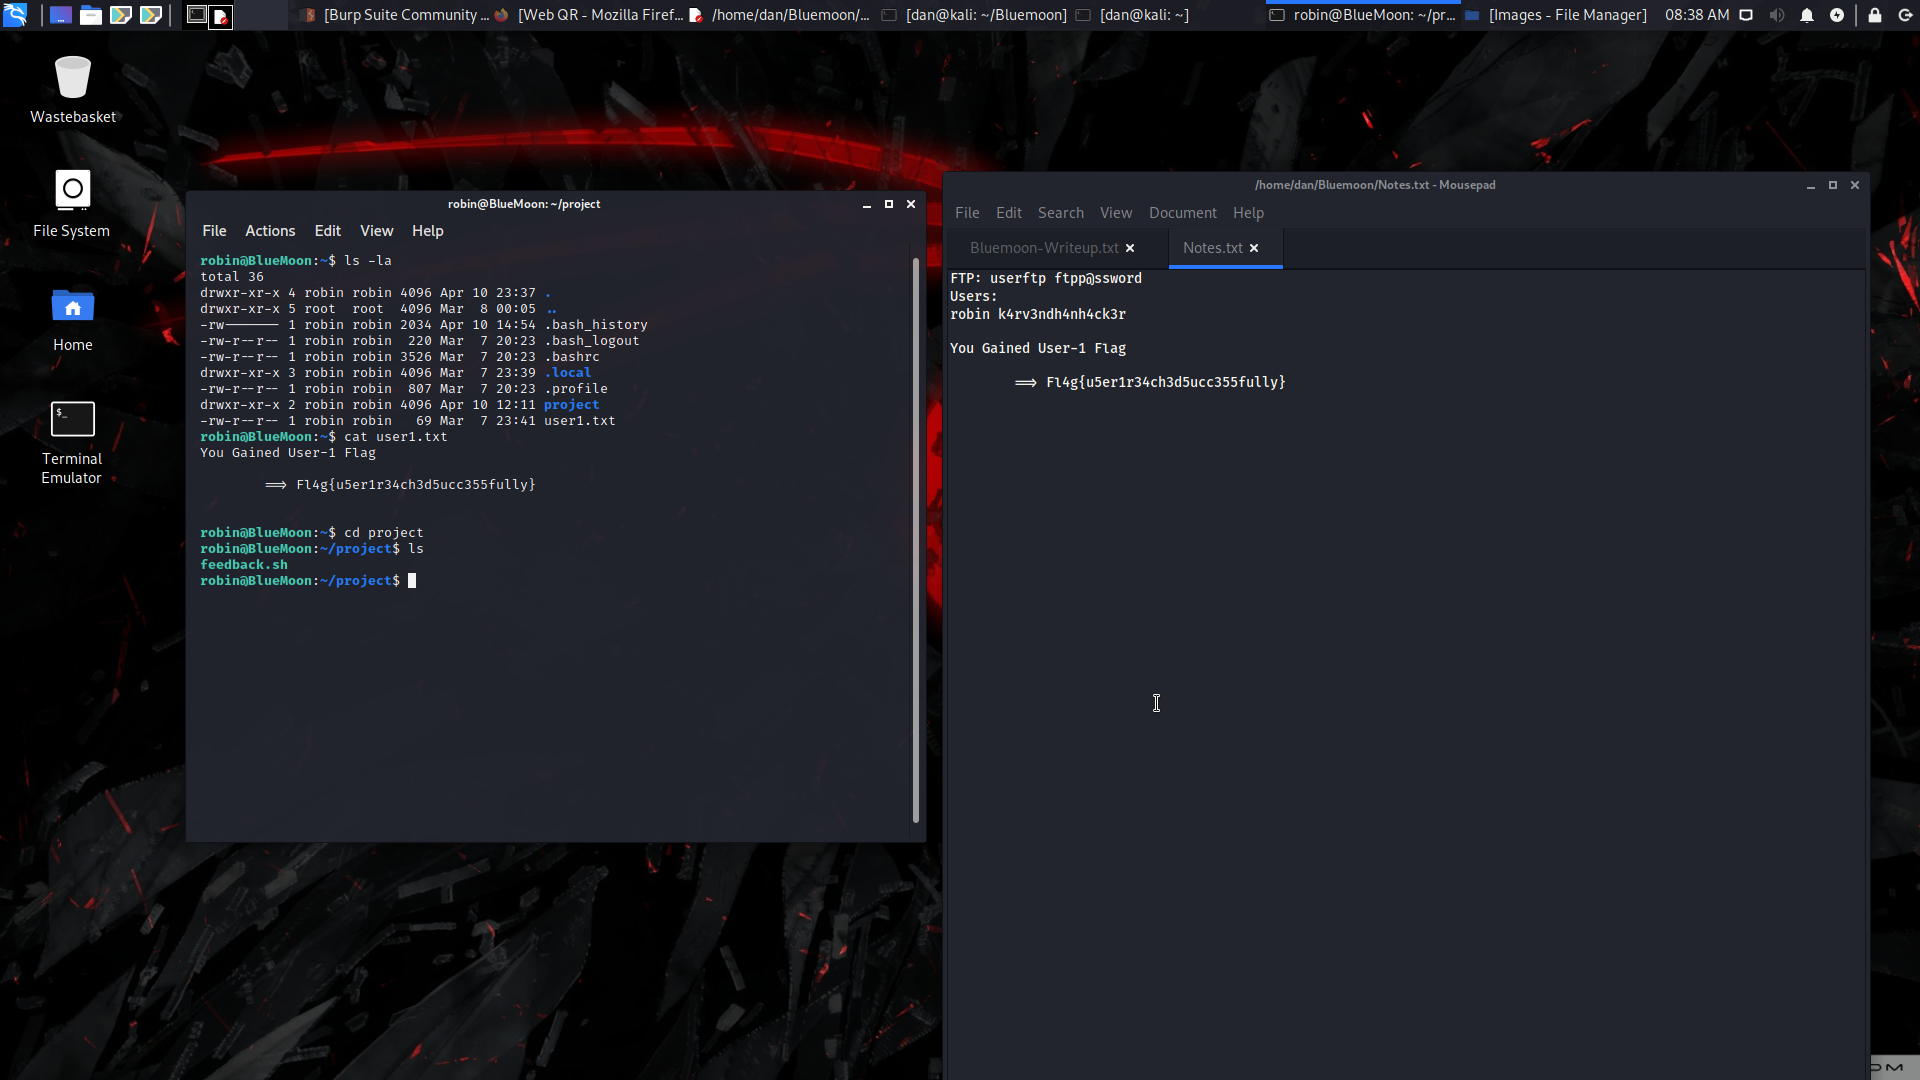 [Burp Suite Community ... [Web QR - Mozilla Firef... /home/dan/Bluemoon/... [dan@kali: ~/Bluemoon] [dan@kali: ~] robin@BlueMoon: ~/pr... [Images - File Manager] 08:38 AM
Wastebasket
File System
Home
Terminal
Emulator
robin@BlueMoon: ~/project
File Actions Edit View Help
robin@BlueMoon:~$ ls -la
total 36
drwxr-xr-x 4 robin robin 4096 Apr 10 23:37 .
drwxr-xr-x 5 root  root  4096 Mar  8 00:05 ..
-rw------- 1 robin robin 2034 Apr 10 14:54 .bash_history
-rw-r--r-- 1 robin robin  220 Mar  7 20:23 .bash_logout
-rw-r--r-- 1 robin robin 3526 Mar  7 20:23 .bashrc
drwxr-xr-x 3 robin robin 4096 Mar  7 23:39 .local
-rw-r--r-- 1 robin robin  807 Mar  7 20:23 .profile
drwxr-xr-x 2 robin robin 4096 Apr 10 12:11 project
-rw-r--r-- 1 robin robin   69 Mar  7 23:41 user1.txt
robin@BlueMoon:~$ cat user1.txt
You Gained User-1 Flag
==> Fl4g{u5er1r34ch3d5ucc355fully}
robin@BlueMoon:~$ cd project
robin@BlueMoon:~/project$ ls
feedback.sh
robin@BlueMoon:~/project$
/home/dan/Bluemoon/Notes.txt - Mousepad
File Edit Search View Document Help
Bluemoon-Writeup.txt Notes.txt
FTP: userftp ftpp@ssword
Users:
robin k4rv3ndh4nh4ck3r
You Gained User-1 Flag
==> Fl4g{u5er1r34ch3d5ucc355fully}